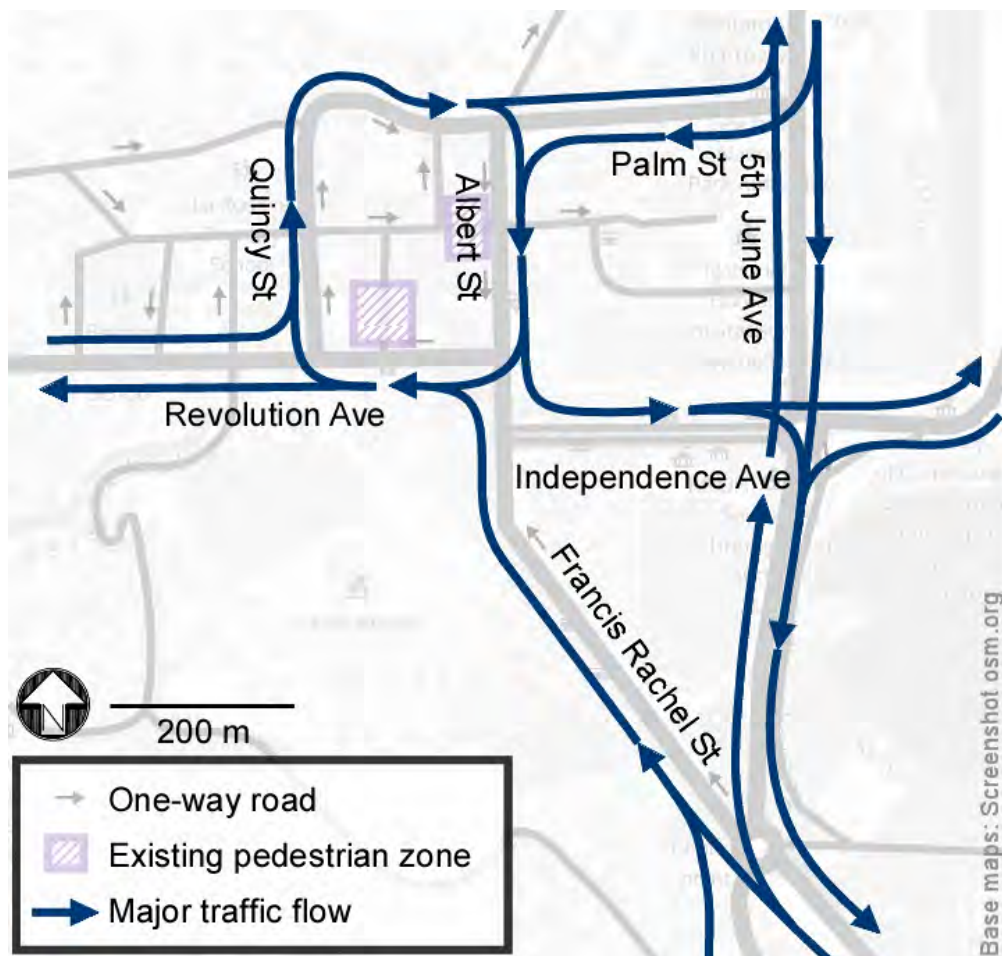 Palm St
Quincy St
Albert St
5th June Ave
Revolution Ave
Independence Ave
Francis Rachel St
N
200 m
One-way road
Existing pedestrian zone
Major traffic flow
Base maps: Screenshot osm.org